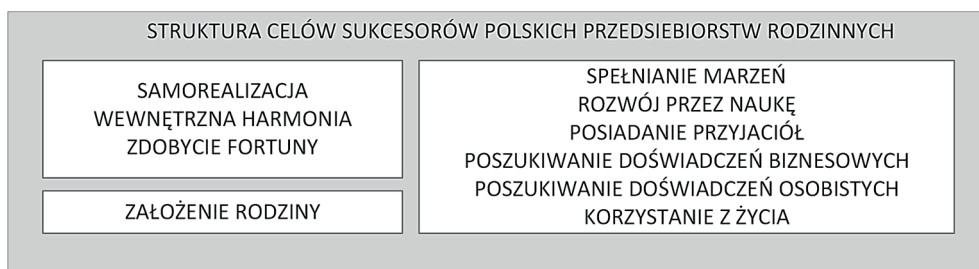 STRUKTURA CELÓW SUKCESORÓW POLSKICH PRZEDSIEBIORSTW RODZINNYCH
SAMOREALIZACJA
WEWNĘTRZNA HARMONIA
ZDOBYCIE FORTUNY
ZAŁOŻENIE RODZINY
SPEŁNIANIE MARZEŃ
ROZWÓJ PRZEZ NAUKĘ
POSIADANIE PRZYJACIÓŁ
POSZUKIWANIE DOŚWIADCZEŃ BIZNESOWYCH
POSZUKIWANIE DOŚWIADCZEŃ OSOBISTYCH
KORZYSTANIE Z ŻYCIA